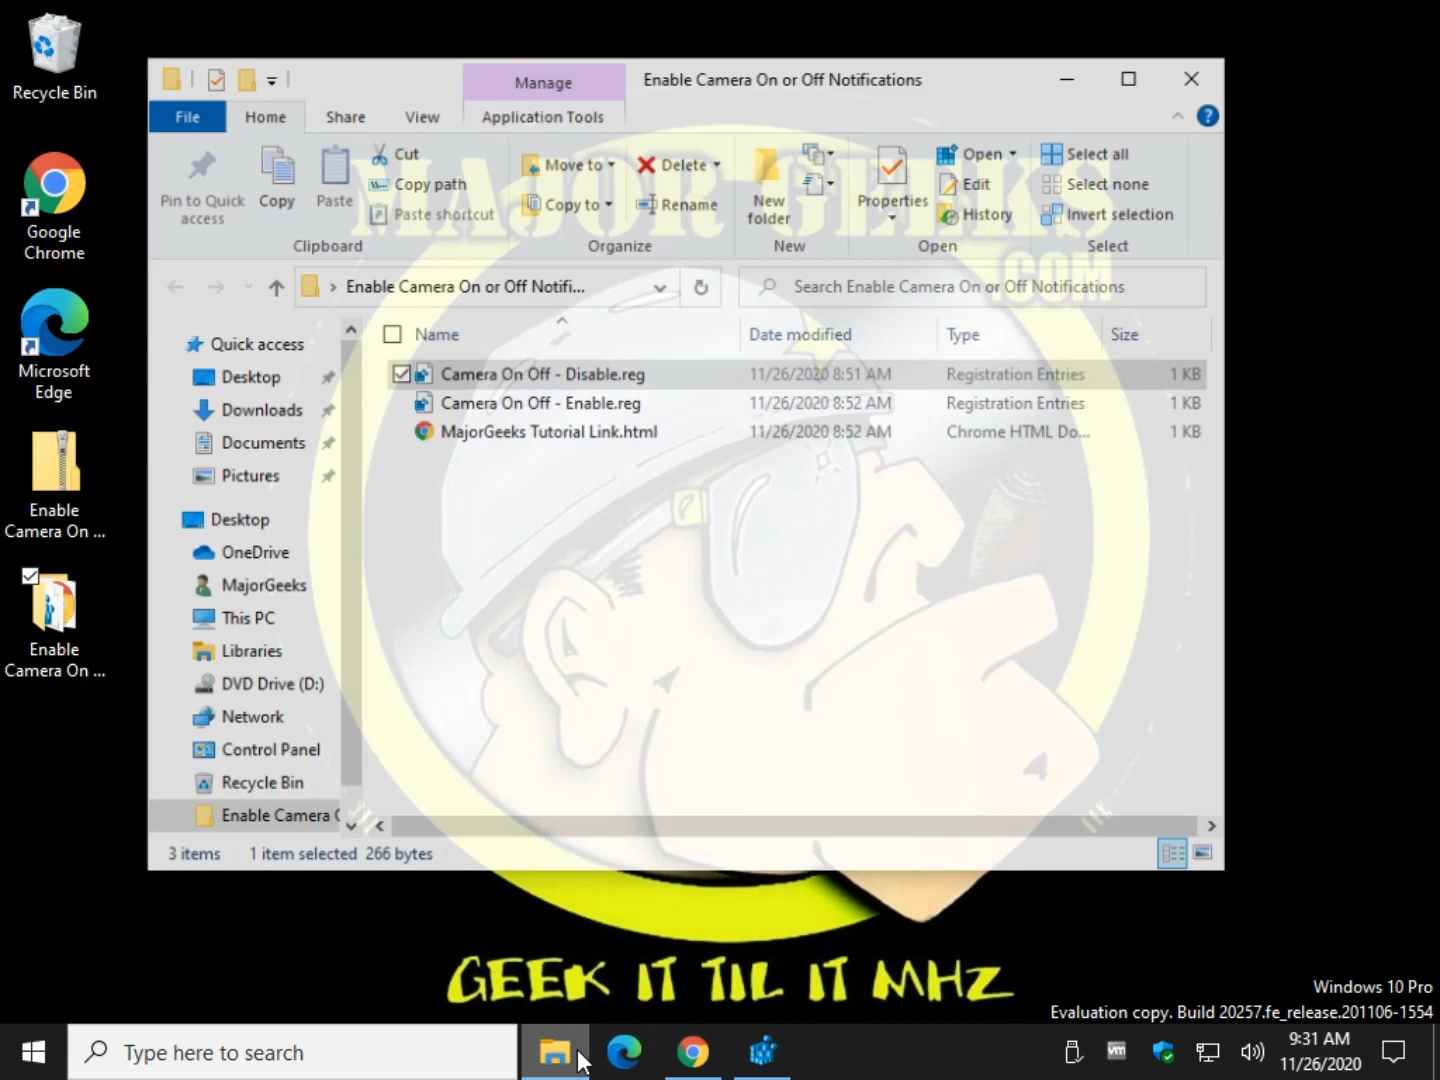 Recycle Bin
Google
Chrome
Microsoft
Edge
Enable
Camera On ...
Enable
Camera On ...
Manage
Enable Camera On or Off Notifications
File
Home
Share
View
Application Tools
?
Pin to Quick
access
Copy
Paste
Cut
Copy path
Paste shortcut
Clipboard
Move to
Copy to
Delete
Rename
Organize
New
folder
New
Properties
Open
Edit
History
Open
Select all
Select none
Invert selection
Select
MAJOR GEEKS
.COM
Enable Camera On or Off Notifi...
Search Enable Camera On or Off Notifications
Name
Date modified
Type
Size
Camera On Off - Disable.reg
11/26/2020 8:51 AM
Registration Entries
1 KB
Camera On Off - Enable.reg
11/26/2020 8:52 AM
Registration Entries
1 KB
MajorGeeks Tutorial Link.html
11/26/2020 8:52 AM
Chrome HTML Do...
1 KB
Quick access
Desktop
Downloads
Documents
Pictures
Desktop
OneDrive
MajorGeeks
This PC
Libraries
DVD Drive (D:)
Network
Control Panel
Recycle Bin
Enable Camera
3 items
1 item selected
266 bytes
GEEK IT TIL IT MHZ
Windows 10 Pro
Evaluation copy. Build 20257.fe_release.201106-1554
Type here to search
vm
9:31 AM
11/26/2020